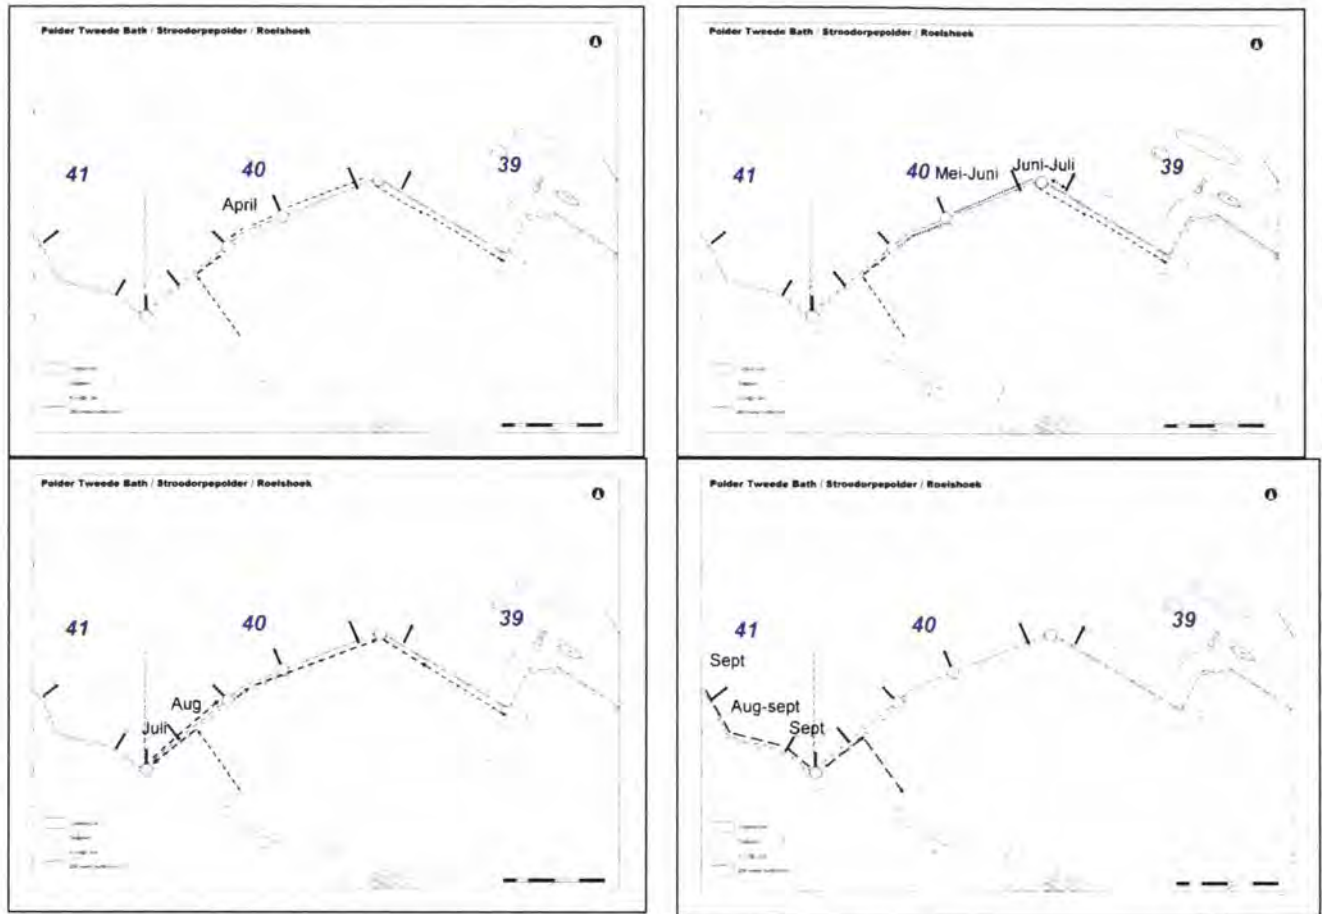 Polder Tweede Bath / Stroodorpepolder / Roelshoek
41
40
39
April
Polder Tweede Bath / Stroodorpepolder / Roelshoek
41
40 Mei-Juni
Juni-Juli
39
Polder Tweede Bath / Stroodorpepolder / Roelshoek
41
40
39
Aug
Juli
Polder Tweede Bath / Stroodorpepolder / Roelshoek
41
40
39
Sept
Aug-sept
Sept